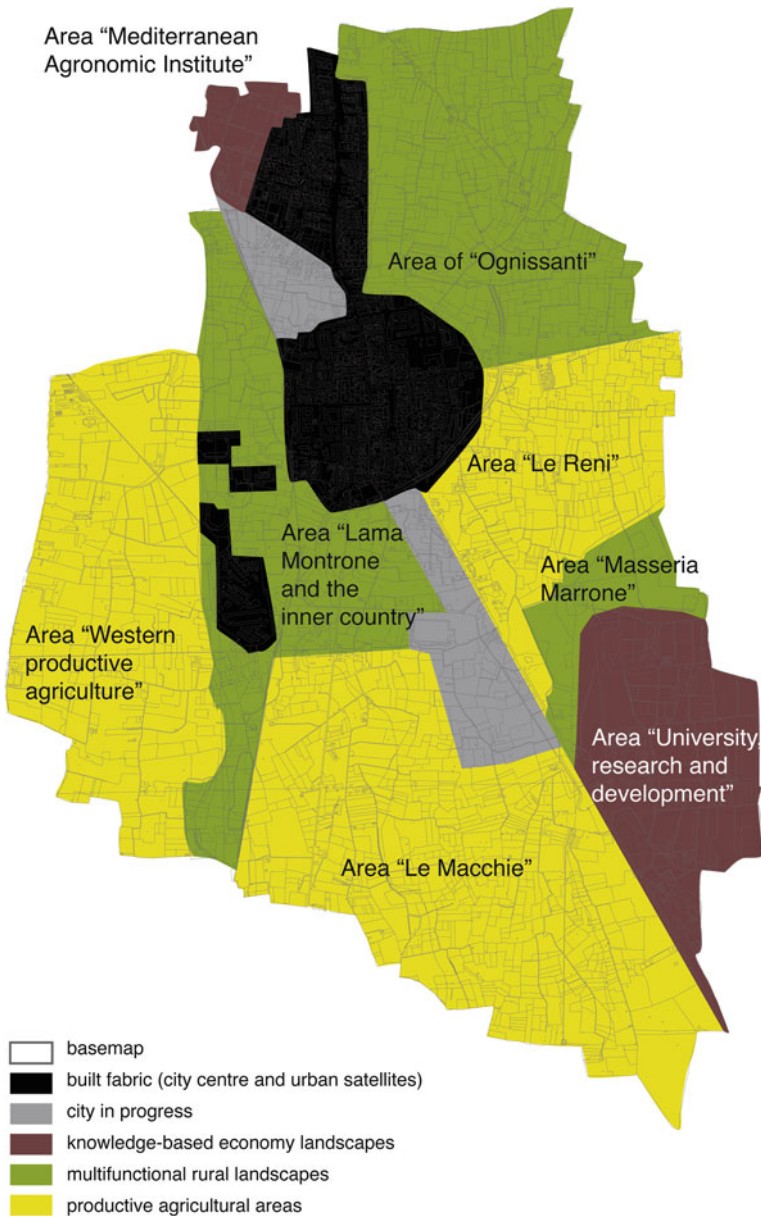 Area “Mediterranean
Agronomic Institute”
Area of “Ognissanti”
Area “Le Reni”
Area “Lama
Montrone
and the
inner country”
Area “Masseria
Marrone”
Area “Western
productive
agriculture”
Area “University,
research and
development”
Area “Le Macchie”
basemap
built fabric (city centre and urban satellites)
city in progress
knowledge-based economy landscapes
multifunctional rural landscapes
productive agricultural areas